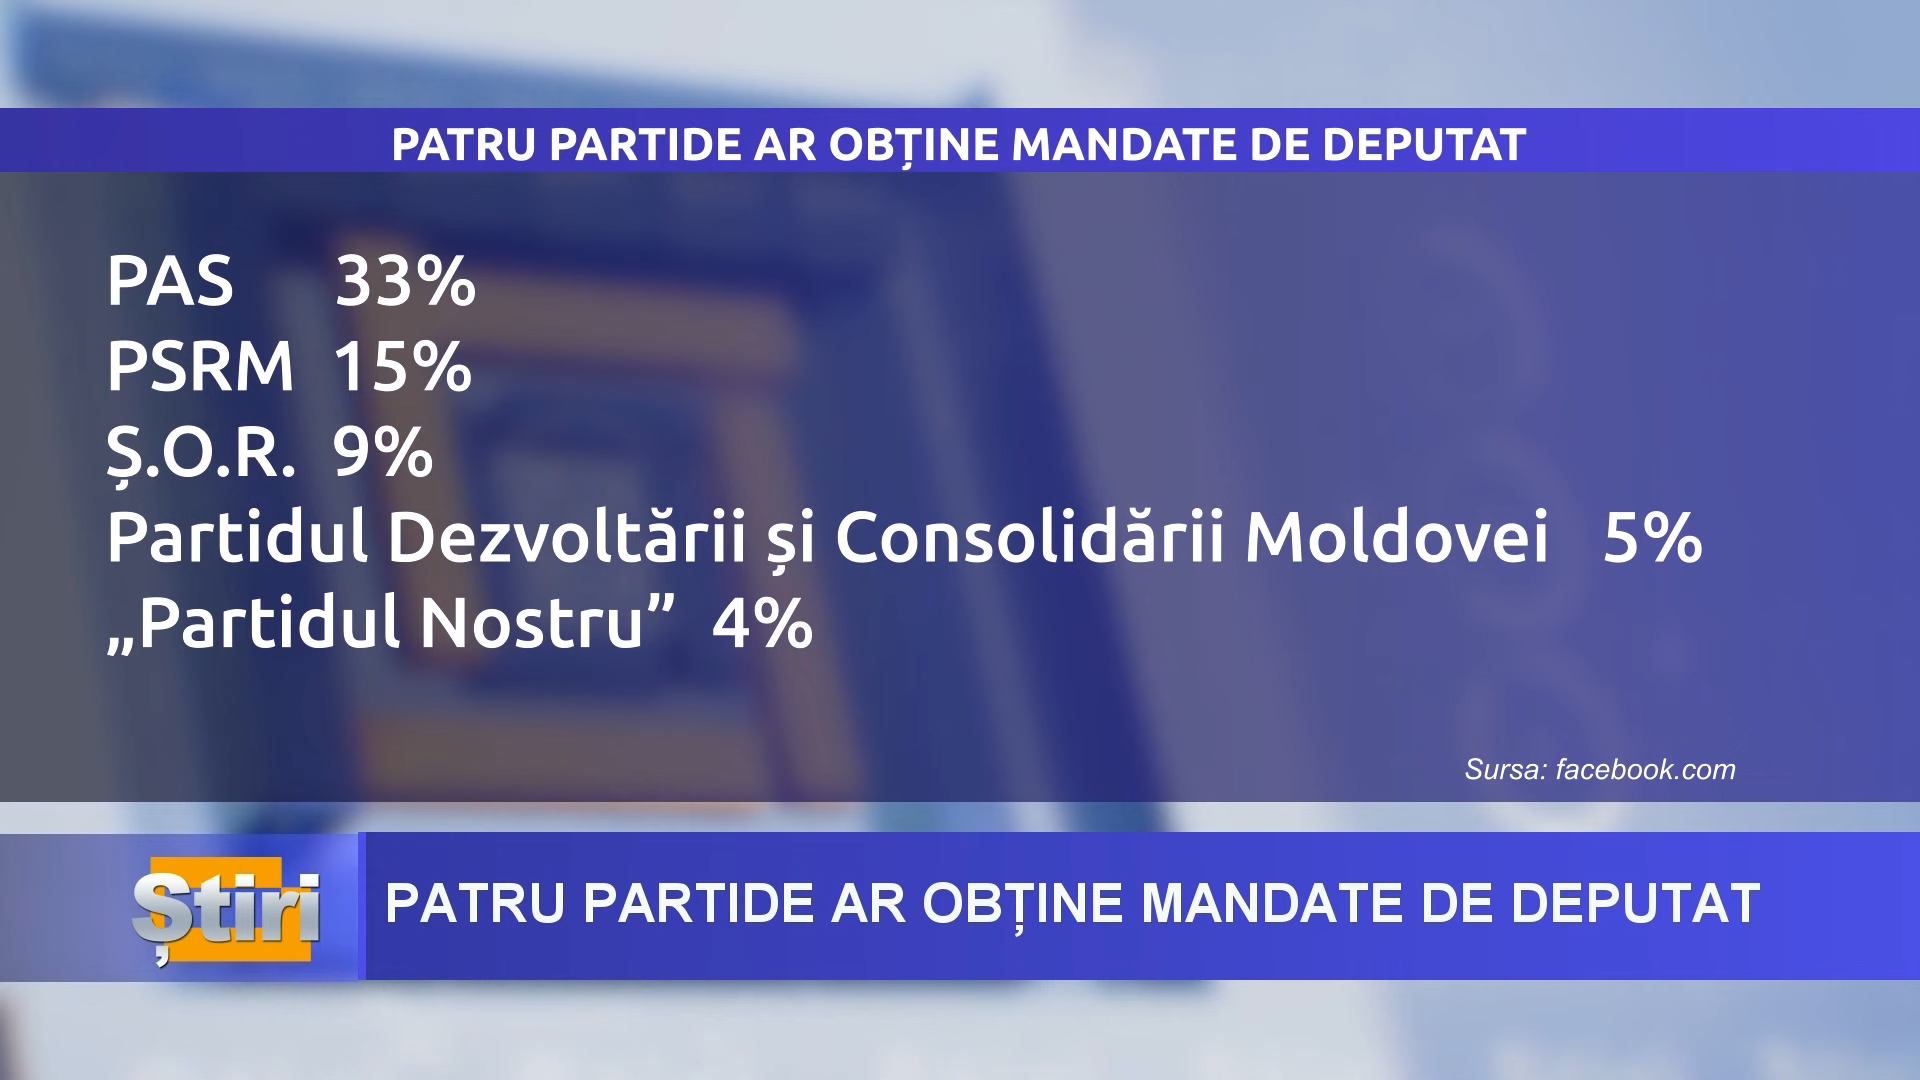 PATRU PARTIDE AR OBȚINE MANDATE DE DEPUTAT
PAS 33%
PSRM 15%
Ș.O.R. 9%
Partidul Dezvoltării și Consolidării Moldovei 5%
„Partidul Nostru” 4%
Sursa: facebook.com
Știri
PATRU PARTIDE AR OBȚINE MANDATE DE DEPUTAT